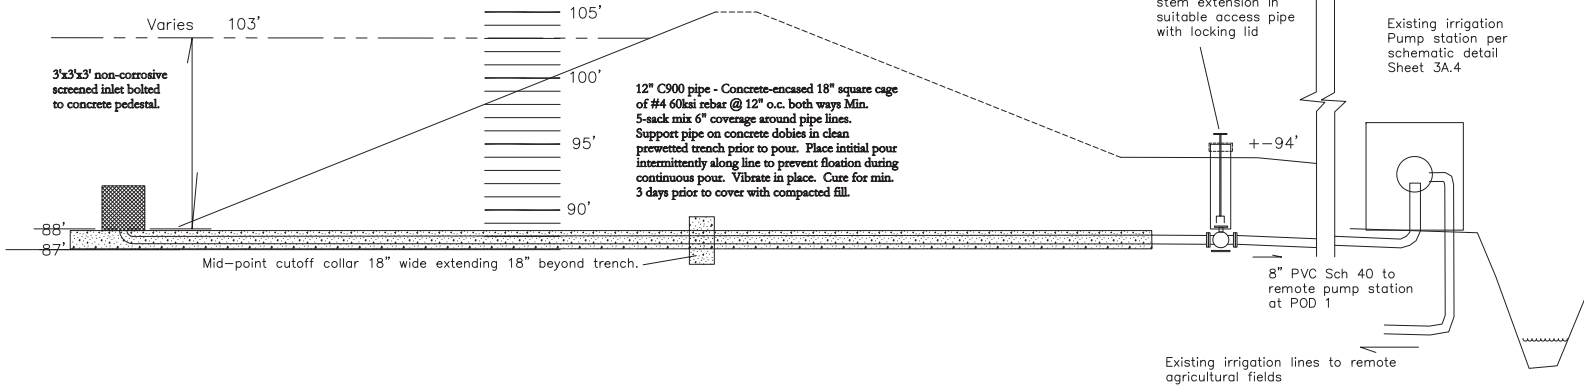 Varies 103'
3'x3'x3' non-corrosive
screened inlet bolted
to concrete pedestal.
88'
87'
105'
100'
95'
90'
12" C900 pipe - Concrete-encased 18" square cage
of #4 60ksi rebar @ 12" o.c. both ways Min.
5-sack mix 6" coverage around pipe lines.
Support pipe on concrete dobies in clean
prewetted trench prior to pour. Place intitial pour
intermittently along line to prevent floation during
continuous pour. Vibrate in place. Cure for min.
3 days prior to cover with compacted fill.
Mid-point cutoff collar 18" wide extending 18" beyond trench.
stem extension in
suitable access pipe
with locking lid
+-94'
Existing irrigation
Pump station per
schematic detail
Sheet 3A.4
8" PVC Sch 40 to
remote pump station
at POD 1
Existing irrigation lines to remote
agricultural fields